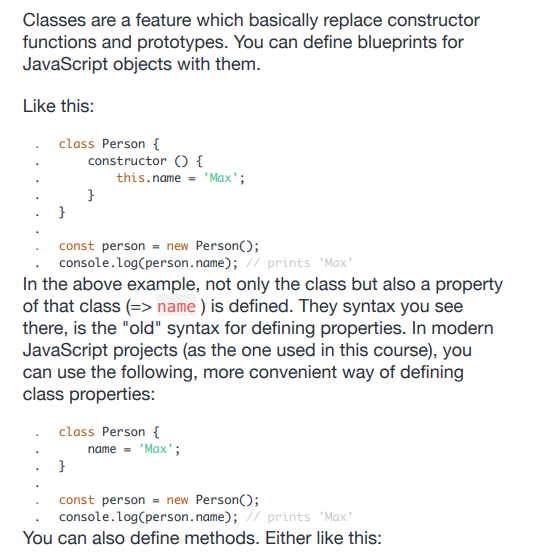 Classes are a feature which basically replace constructor
functions and prototypes. You can define blueprints for
JavaScript objects with them.
Like this:
.  class Person {
.      constructor () {
.          this.name = 'Max';
.      }
.  }
.
.  const person = new Person();
.  console.log(person.name); // prints 'Max'
In the above example, not only the class but also a property
of that class (=> name ) is defined. They syntax you see
there, is the "old" syntax for defining properties. In modern
JavaScript projects (as the one used in this course), you
can use the following, more convenient way of defining
class properties:
.  class Person {
.      name = 'Max';
.  }
.
.  const person = new Person();
.  console.log(person.name); // prints 'Max'
You can also define methods. Either like this: